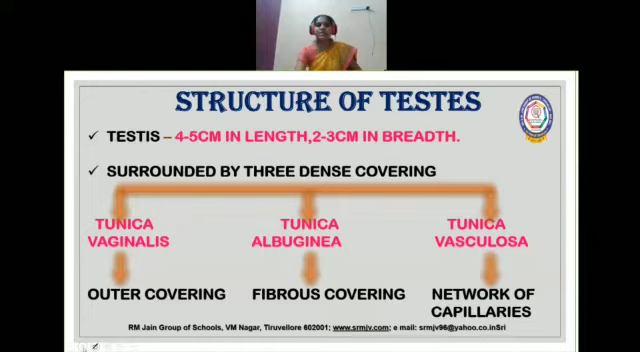 STRUCTURE OF TESTES
✓ TESTIS – 4-5CM IN LENGTH,2-3CM IN BREADTH.
✓ SURROUNDED BY THREE DENSE COVERING
TUNICA VAGINALIS
TUNICA ALBUGINEA
TUNICA VASCULOSA
OUTER COVERING
FIBROUS COVERING
NETWORK OF CAPILLARIES
RM Jain Group of Schools, VM Nagar, Tiruvellore 602001; www.srmjv.com; e mail: srmjv96@yahoo.co.inSri